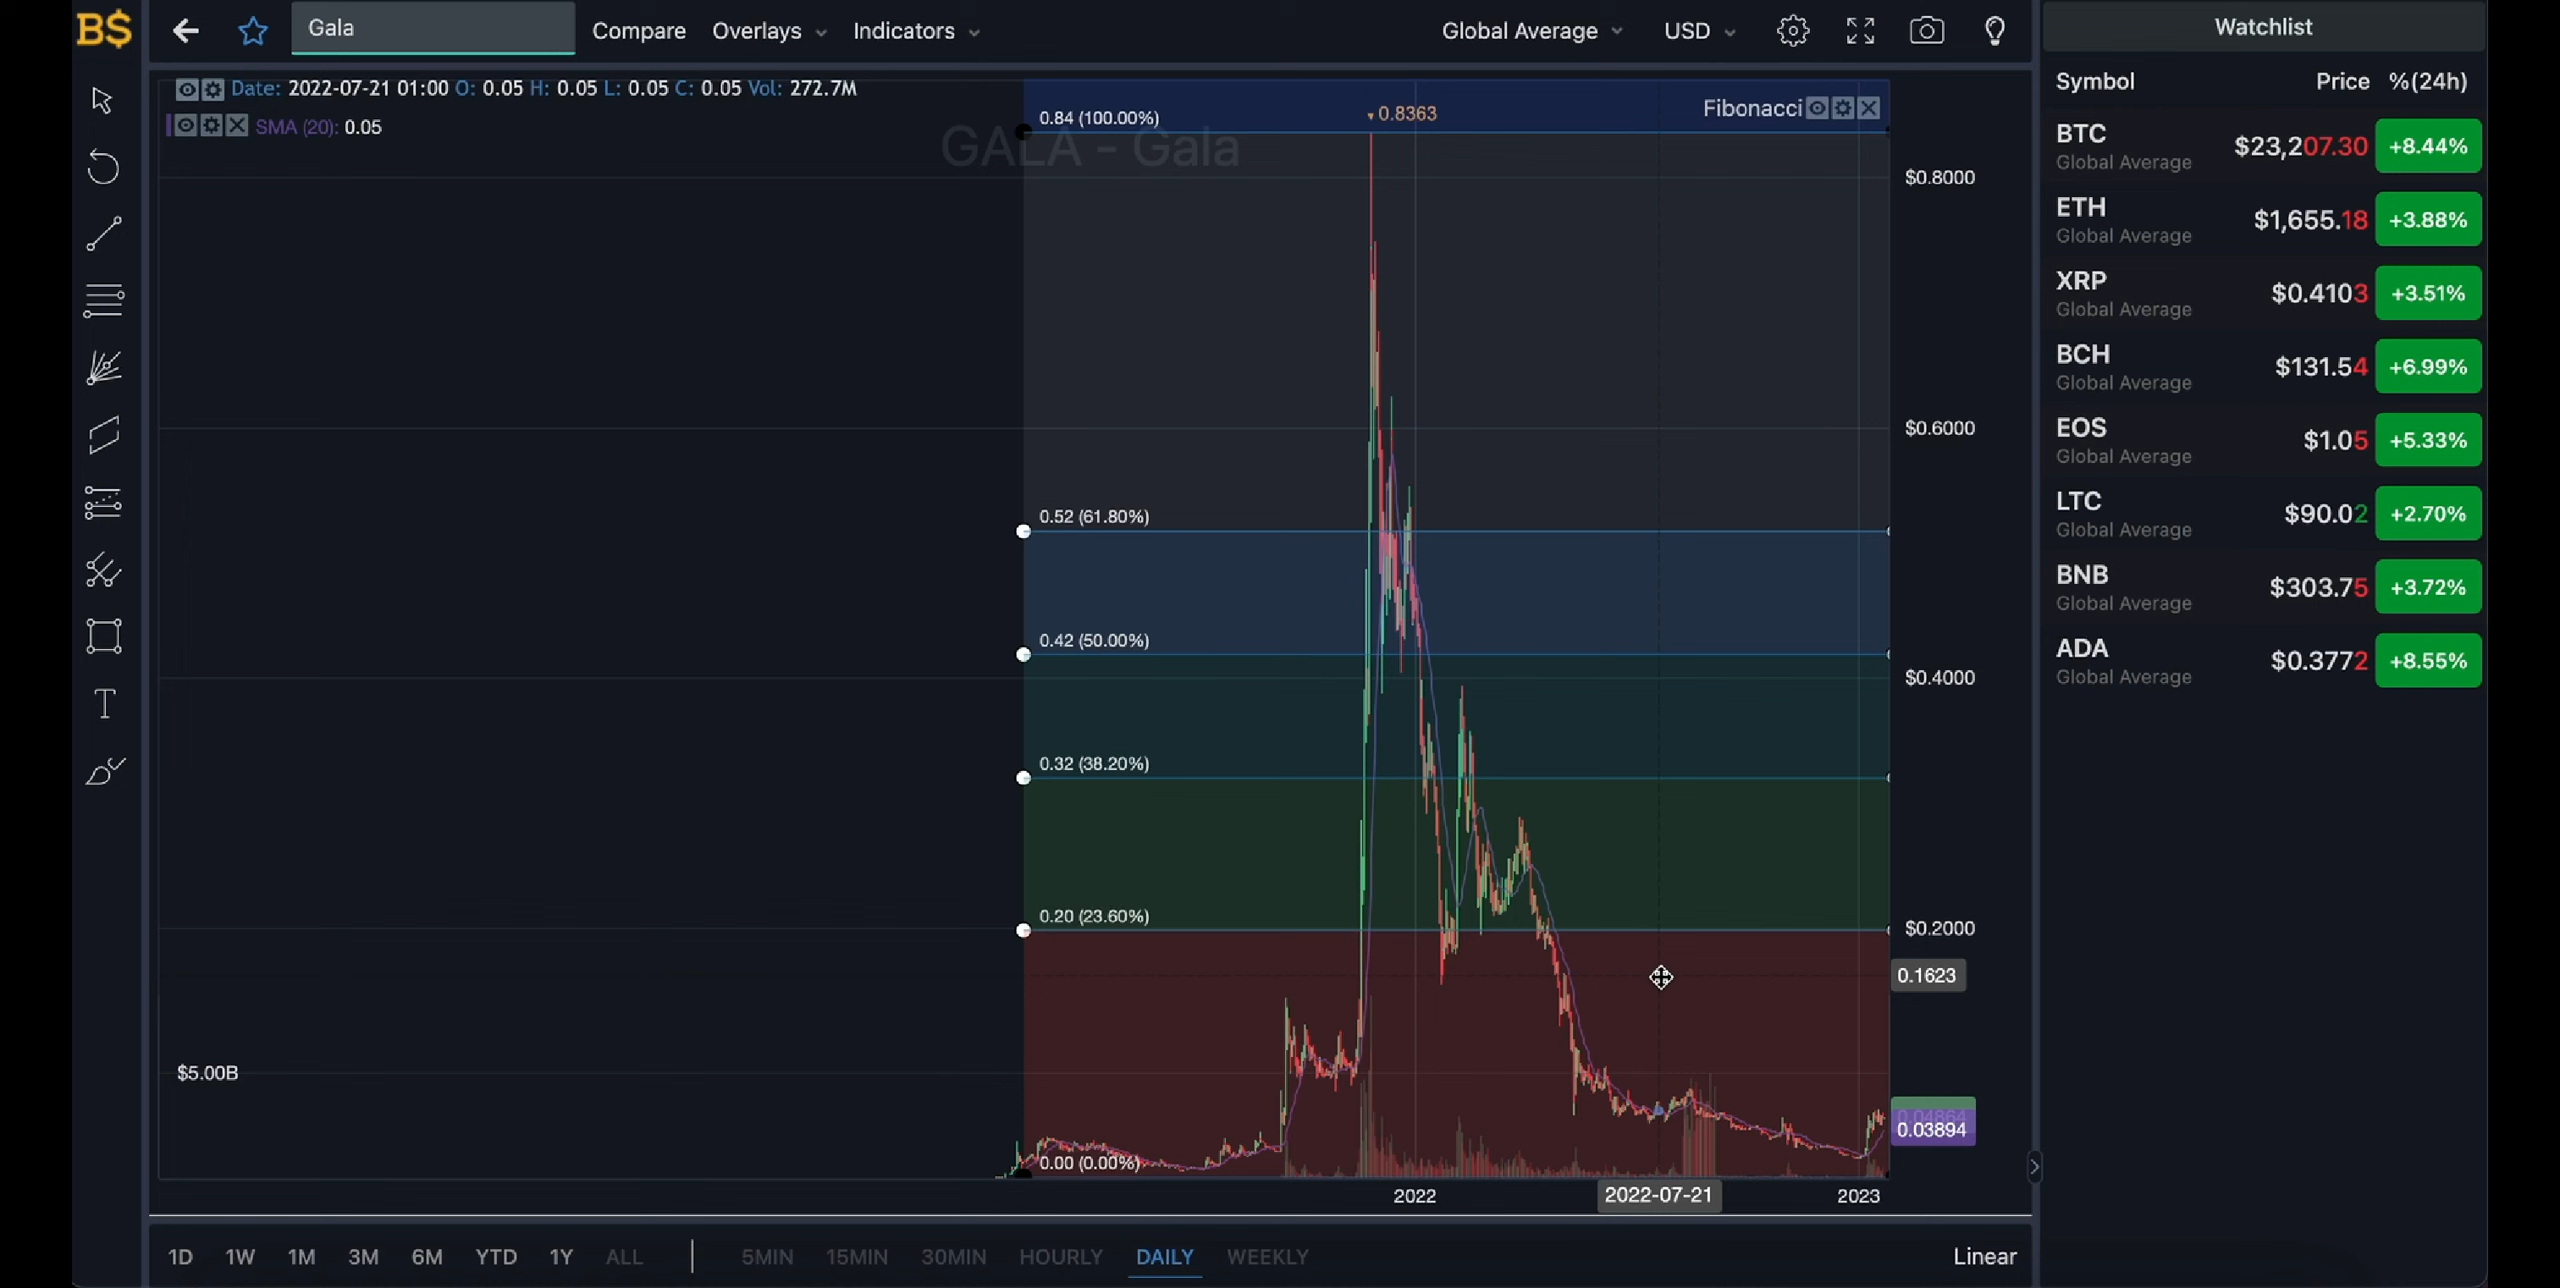 B$
Gala
Compare
Overlays
Indicators
Global Average
USD
Date: 2022-07-21 01:00 O: 0.05 H: 0.05 L: 0.05 C: 0.05 Vol: 272.7M
SMA (20): 0.05
GALA - Gala
Fibonacci
0.84 (100.00%)
0.8363
0.52 (61.80%)
0.42 (50.00%)
0.32 (38.20%)
0.20 (23.60%)
0.00 (0.00%)
$0.8000
$0.6000
$0.4000
$0.2000
0.1623
0.04864
0.03894
$5.00B
2022
2022-07-21
2023
1D 1W 1M 3M 6M YTD 1Y ALL
5MIN 15MIN 30MIN HOURLY DAILY WEEKLY
Linear
Watchlist
Symbol Price %(24h)
BTC $23,207.30 +8.44%
Global Average
ETH $1,655.18 +3.88%
Global Average
XRP $0.4103 +3.51%
Global Average
BCH $131.54 +6.99%
Global Average
EOS $1.05 +5.33%
Global Average
LTC $90.02 +2.70%
Global Average
BNB $303.75 +3.72%
Global Average
ADA $0.3772 +8.55%
Global Average